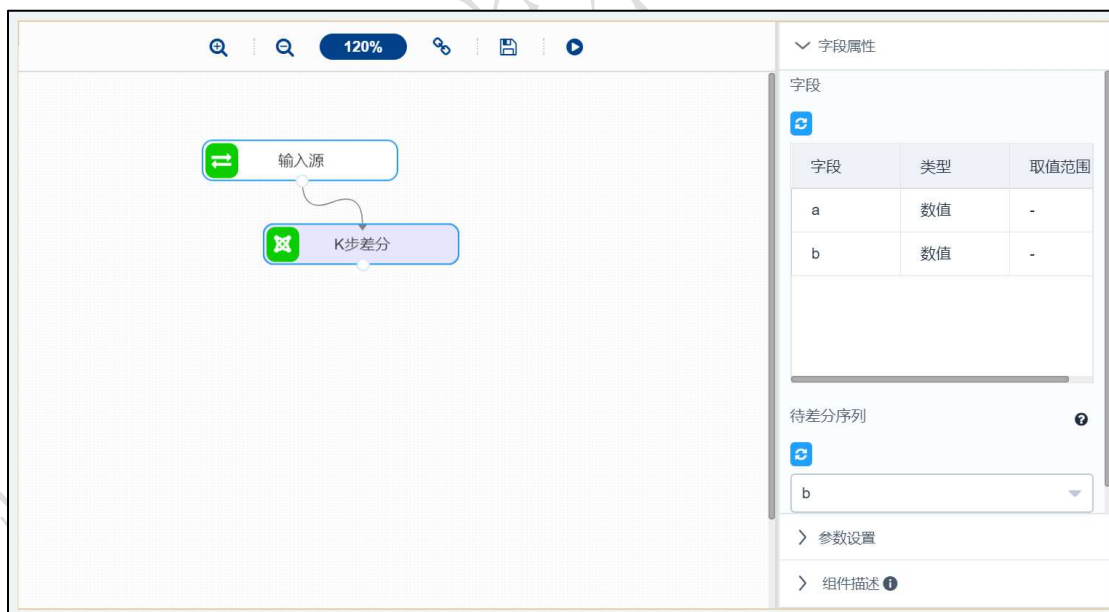 120%
输入源
K步差分
字段属性
字段
字段 类型 取值范围
a 数值 -
b 数值 -
待差分序列
b
参数设置
组件描述